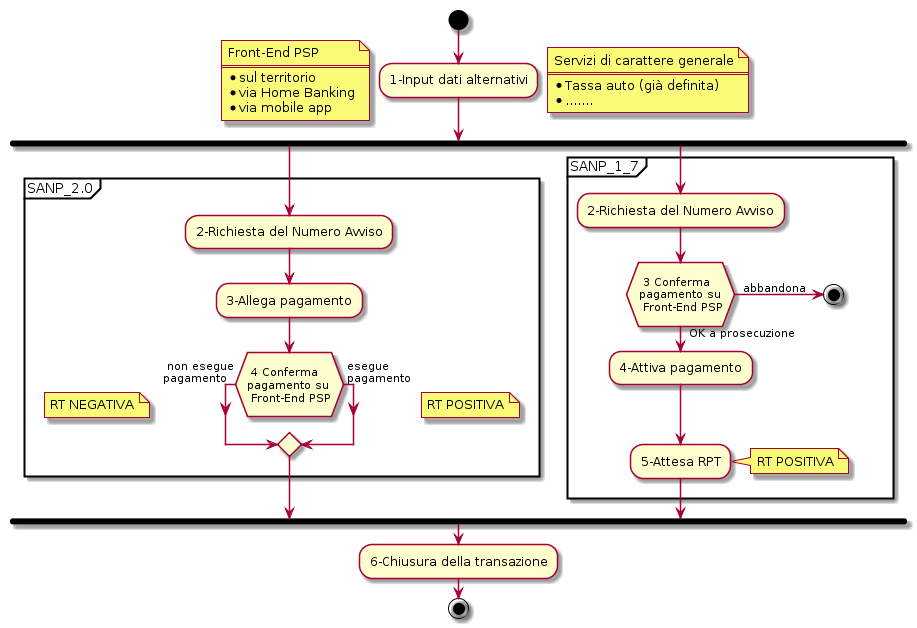 Front-End PSP
sul territorio
via Home Banking
via mobile app
1-Input dati alternativi
Servizi di carattere generale
Tassa auto (già definita)
.......
SANP_2.0
2-Richiesta del Numero Avviso
3-Allega pagamento
non esegue
pagamento
4 Conferma
pagamento su
Front-End PSP
esegue
pagamento
RT NEGATIVA
RT POSITIVA
SANP_1_7
2-Richiesta del Numero Avviso
3 Conferma
pagamento su
Front-End PSP
abbandona
OK a prosecuzione
4-Attiva pagamento
5-Attesa RPT
RT POSITIVA
6-Chiusura della transazione